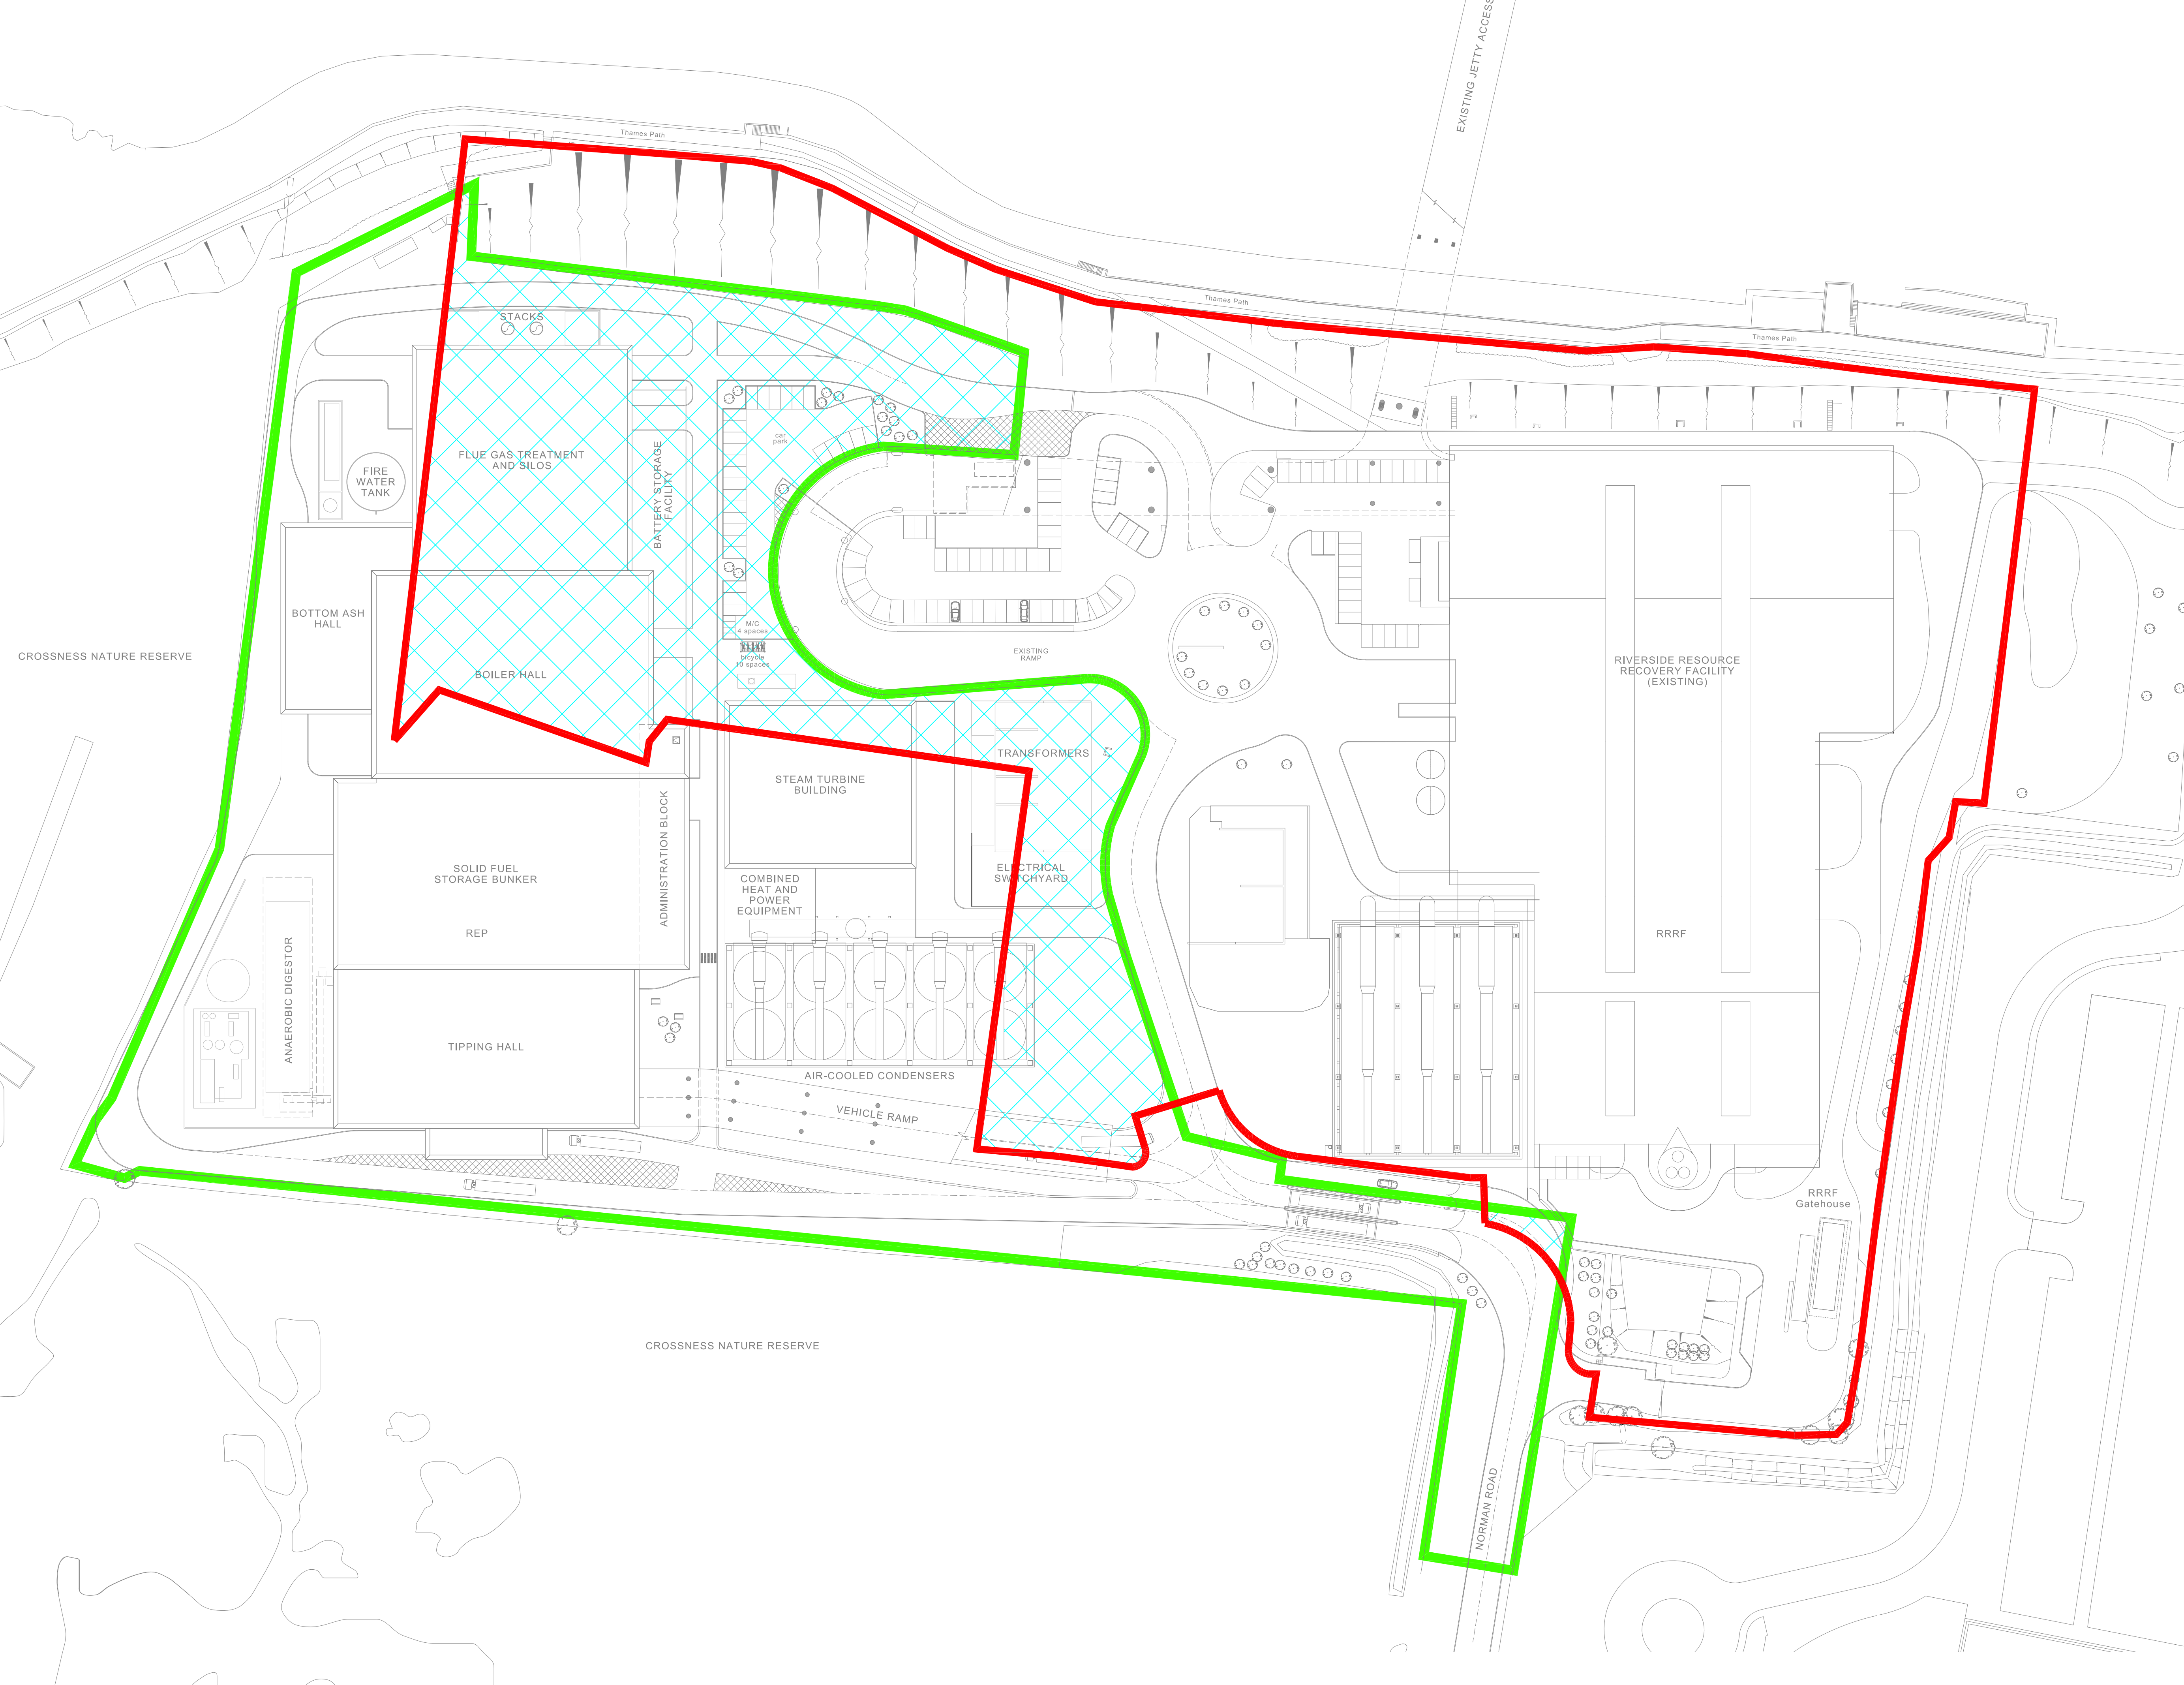 EXISTING JETTY ACCESS
Thames Path
Thames Path
Thames Path
STACKS
car
park
FLUE GAS TREATMENT
AND SILOS
BATTERY STORAGE
FACILITY
FIRE
WATER
TANK
BOTTOM ASH
HALL
M/C
4 spaces
bicycle
10 spaces
EXISTING
RAMP
CROSSNESS NATURE RESERVE
BOILER HALL
RIVERSIDE RESOURCE
RECOVERY FACILITY
(EXISTING)
TRANSFORMERS
STEAM TURBINE
BUILDING
SOLID FUEL
STORAGE BUNKER
ADMINISTRATION BLOCK
COMBINED
HEAT AND
POWER
EQUIPMENT
ELECTRICAL
SWITCHYARD
REP
RRRF
ANAEROBIC DIGESTOR
TIPPING HALL
AIR-COOLED CONDENSERS
VEHICLE RAMP
RRRF
Gatehouse
CROSSNESS NATURE RESERVE
NORMAN ROAD